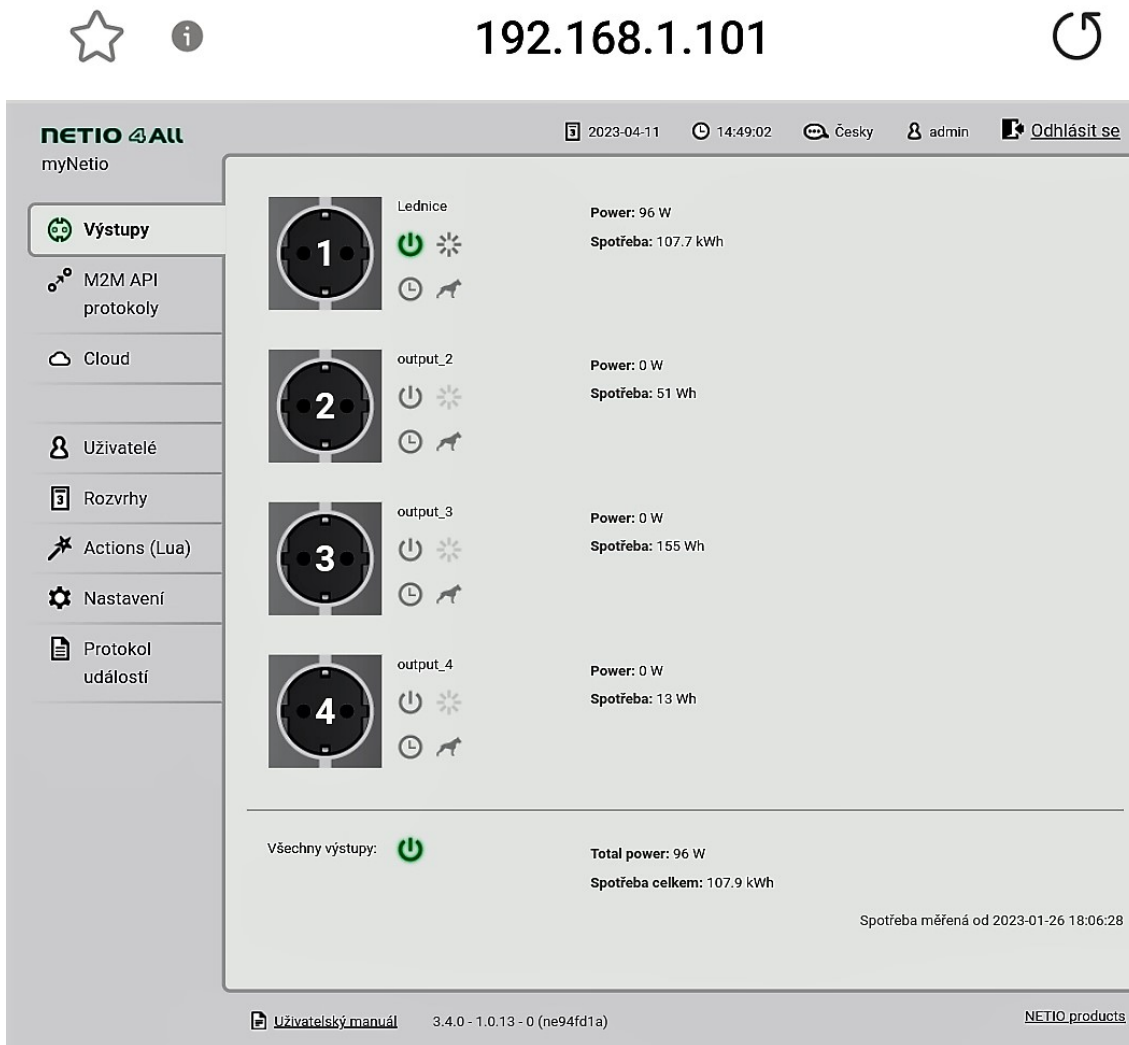 192.168.1.101
NETIO 4All
myNetio
2023-04-11 14:49:02 Česky admin Odhlásit se
Výstupy
M2M API
protokoly
Cloud
Uživatelé
3 Rozvrhy
Actions (Lua)
Nastavení
Protokol
událostí
1
Lednice
Power: 96 W
Spotřeba: 107.7 kWh
2
output_2
Power: 0 W
Spotřeba: 51 Wh
3
output_3
Power: 0 W
Spotřeba: 155 Wh
4
output_4
Power: 0 W
Spotřeba: 13 Wh
Všechny výstupy:
Total power: 96 W
Spotřeba celkem: 107.9 kWh
Spotřeba měřená od 2023-01-26 18:06:28
Uživatelský manuál 3.4.0 - 1.0.13 - 0 (ne94fd1a) NETIO products